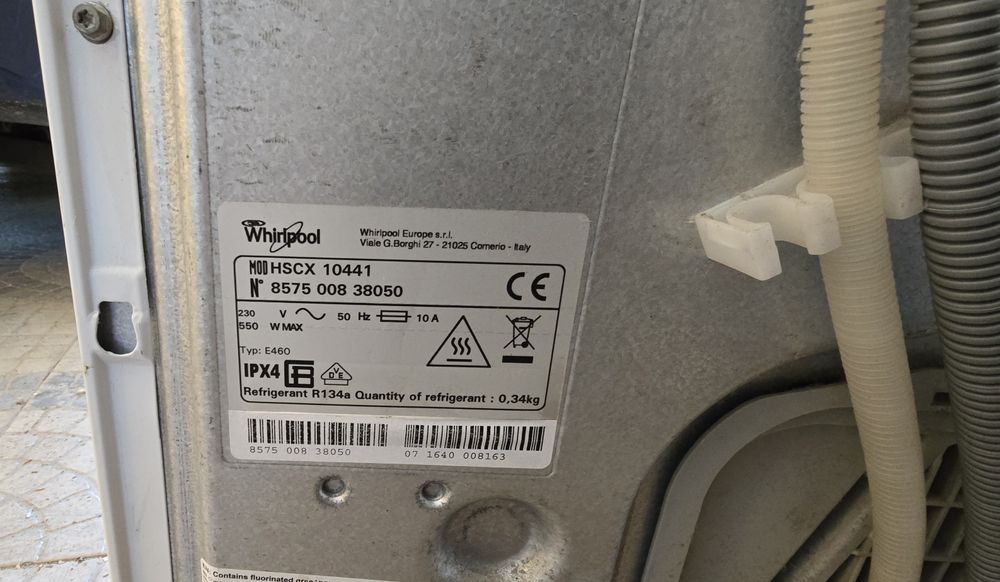 Whirlpool
Whirlpool Europe s.r.l.
Viale G.Borghi 27 - 21025 Comerio - Italy
MOD HSCX 10441
N° 8575 008 38050
CE
230 V 50 Hz 10 A
550 W MAX
Typ: E460
IPX4
DVE
Refrigerant R134a Quantity of refrigerant : 0,34kg
8575 008 38050
07 1640 008163
Contains fluorinated